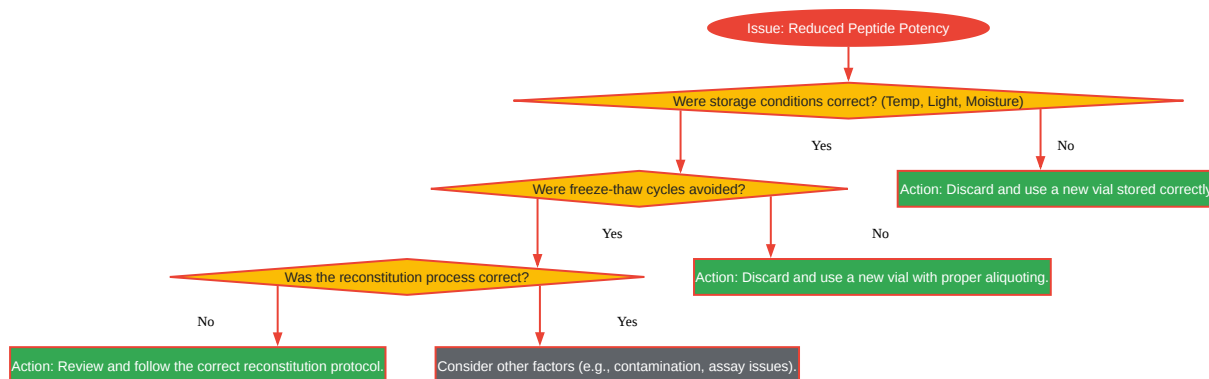 Issue: Reduced Peptide Potency
Were storage conditions correct? (Temp, Light, Moisture)
Yes
No
Were freeze-thaw cycles avoided?
Action: Discard and use a new vial stored correctly
Yes
No
Was the reconstitution process correct?
Action: Discard and use a new vial with proper aliquoting.
No
Yes
Action: Review and follow the correct reconstitution protocol.
Consider other factors (e.g., contamination, assay issues).